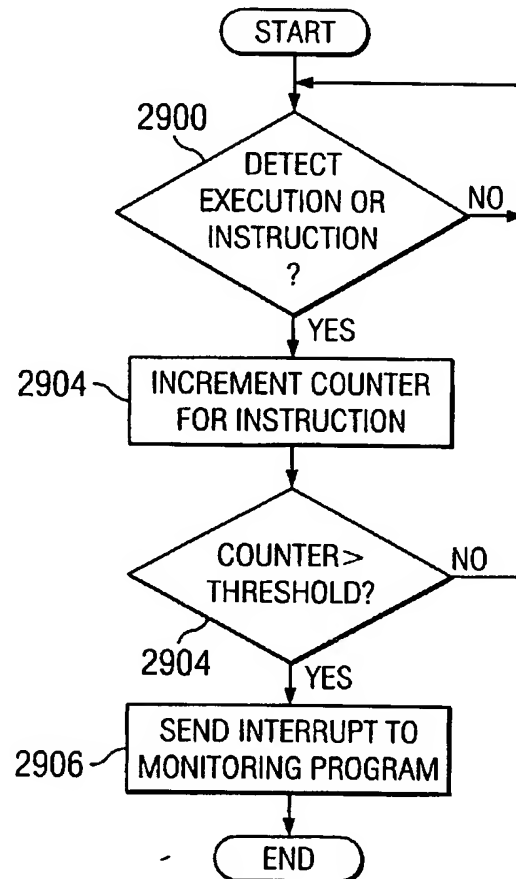 START
2900
DETECT
EXECUTION OR
INSTRUCTION
?
NO
YES
2904
INCREMENT COUNTER
FOR INSTRUCTION
COUNTER>
THRESHOLD?
NO
2904
YES
2906
SEND INTERRUPT TO
MONITORING PROGRAM
END